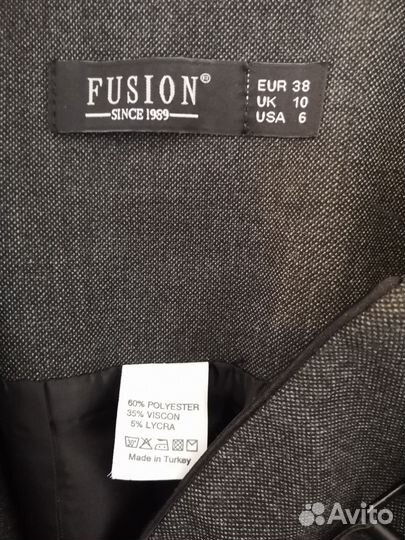 FUSION®
SINCE 1989
EUR 38
UK 10
USA 6
60% POLYESTER
35% VISCON
5% LYCRA
30°
Made in Turkey
Avito